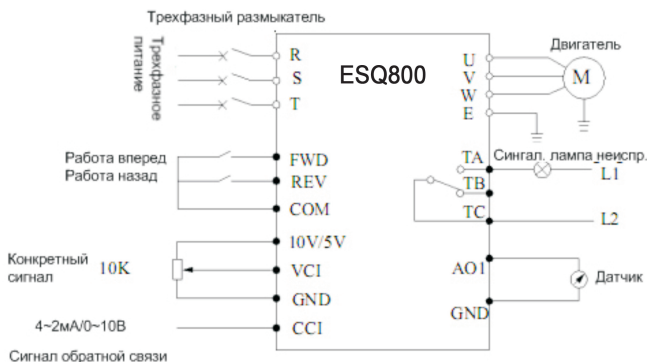 Трехфазный размыкатель
Трехфазное
питание
R
S
T
ESQ800
U
V
W
E
Двигатель
M
Работа вперед
Работа назад
FWD
REV
COM
TA
TB
TC
Сингал. лампа неиспр.
L1
L2
Конкретный
сигнал
10K
10V/5V
VCI
GND
CCI
AO1
GND
Датчик
4~2мА/0~10В
Сигнал обратной связи